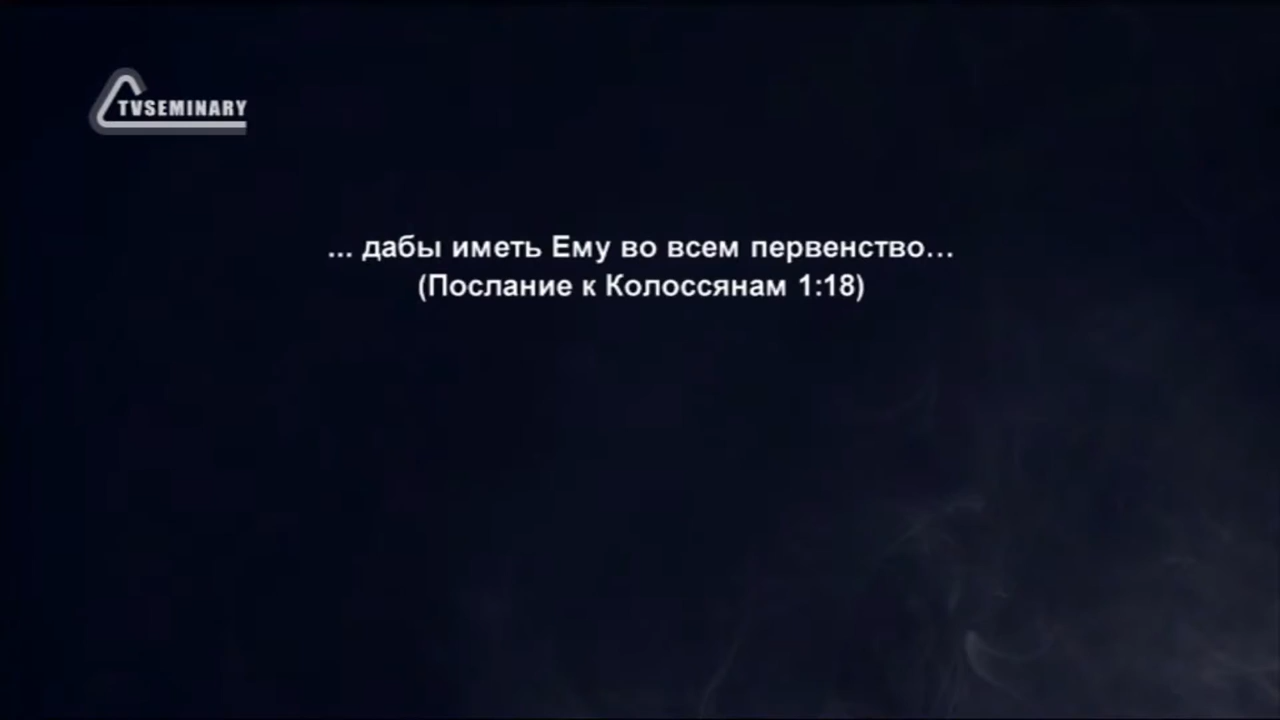 TVSEMINARY
... дабы иметь Ему во всем первенство...
(Послание к Колоссянам 1:18)